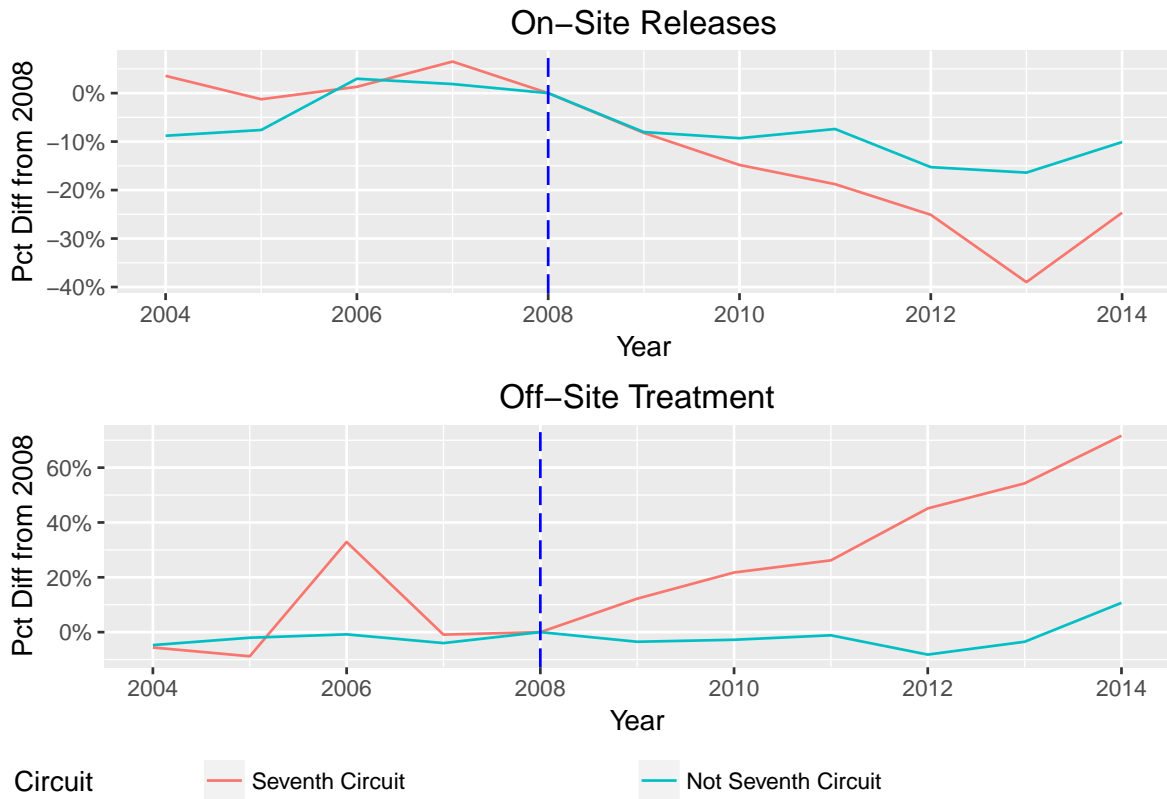 On−Site Releases
Pct Diff from 2008
0%
−10%
−20%
−30%
−40%
2004 2006 2008 2010 2012 2014
Year
Off−Site Treatment
Pct Diff from 2008
60%
40%
20%
0%
2004 2006 2008 2010 2012 2014
Year
Circuit Seventh Circuit Not Seventh Circuit